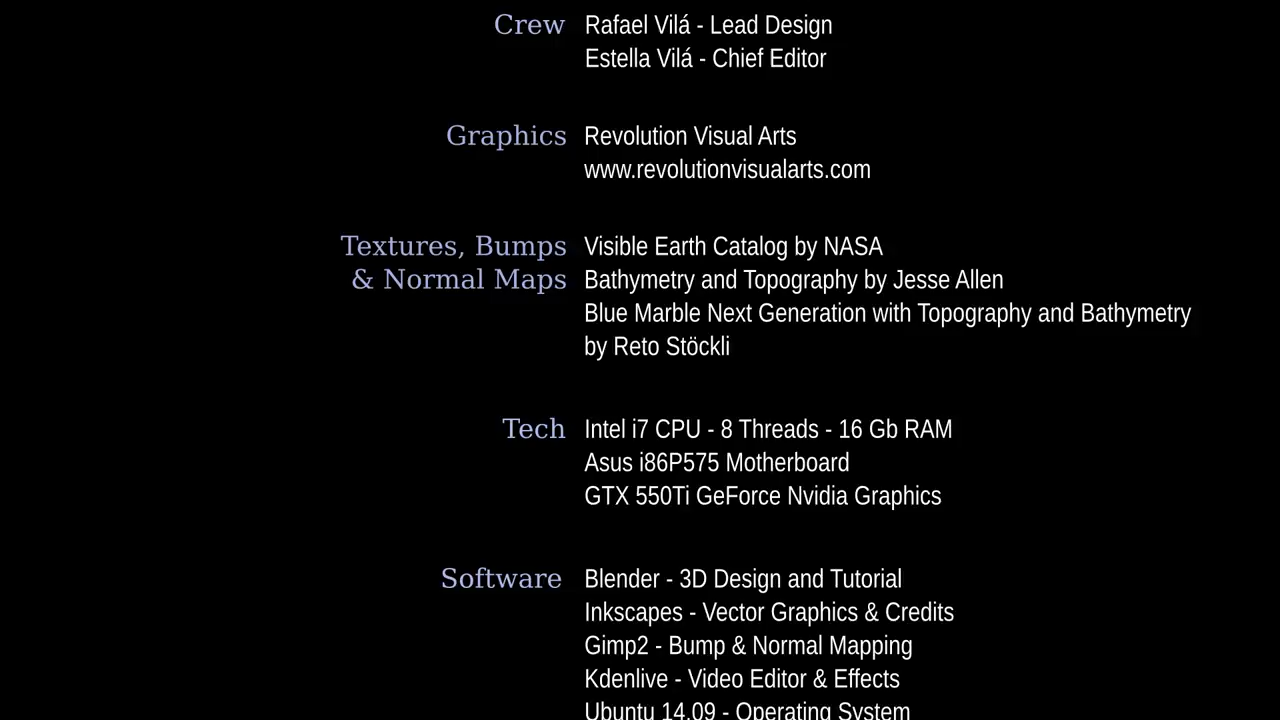 Crew Rafael Vilá - Lead Design
Estella Vilá - Chief Editor
Graphics Revolution Visual Arts
www.revolutionvisualarts.com
Textures, Bumps Visible Earth Catalog by NASA
& Normal Maps Bathymetry and Topography by Jesse Allen
Blue Marble Next Generation with Topography and Bathymetry
by Reto Stöckli
Tech Intel i7 CPU - 8 Threads - 16 Gb RAM
Asus i86P575 Motherboard
GTX 550Ti GeForce Nvidia Graphics
Software Blender - 3D Design and Tutorial
Inkscapes - Vector Graphics & Credits
Gimp2 - Bump & Normal Mapping
Kdenlive - Video Editor & Effects
Ubuntu 14.09 - Operating System